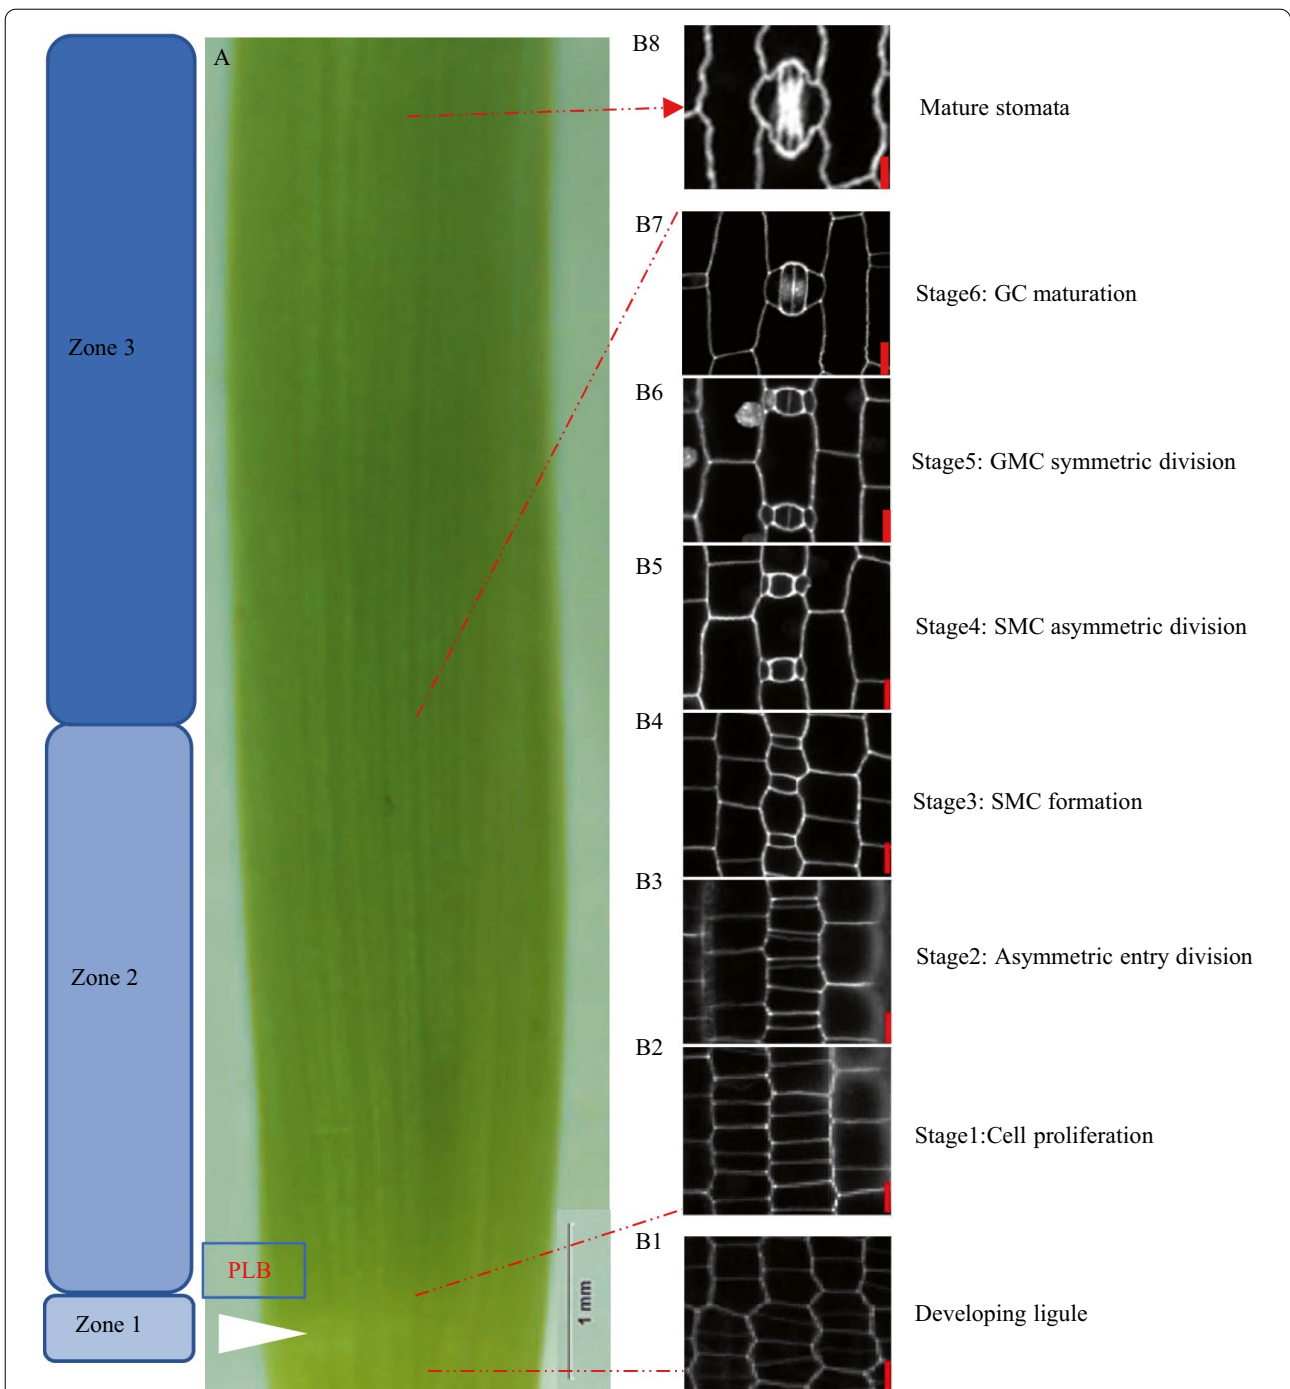 A
B8
Mature stomata
B7
Stage6: GC maturation
Zone 3
B6
Stage5: GMC symmetric division
B5
Stage4: SMC asymmetric division
B4
Stage3: SMC formation
B3
Stage2: Asymmetric entry division
Zone 2
B2
Stage1:Cell proliferation
B1
PLB
1 mm
Zone 1
Developing ligule